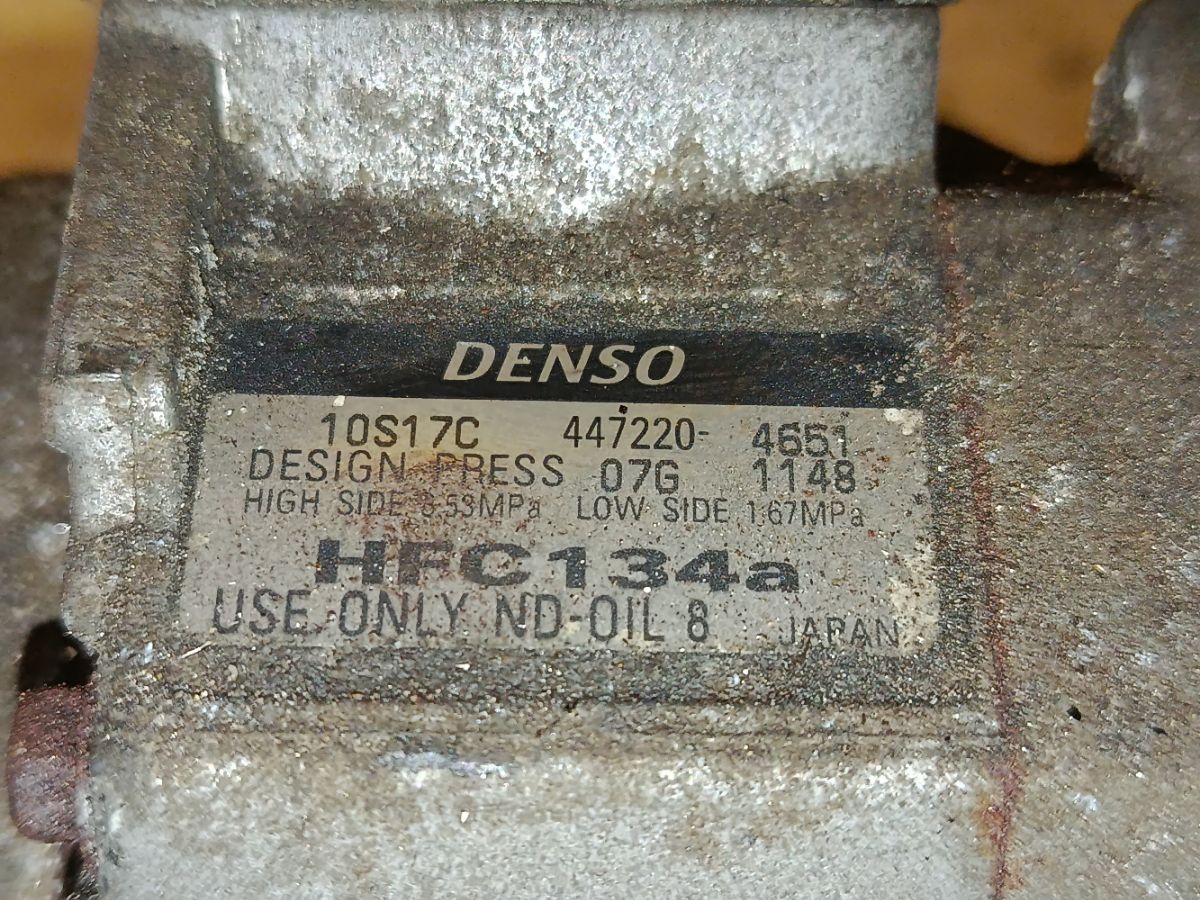 DENSO
10S17C 447220- 4651
DESIGN PRESS 07G 1148
HIGH SIDE 3.53MPa LOW SIDE 1.67MPa
HFC134a
USE ONLY ND-OIL 8 JAPAN